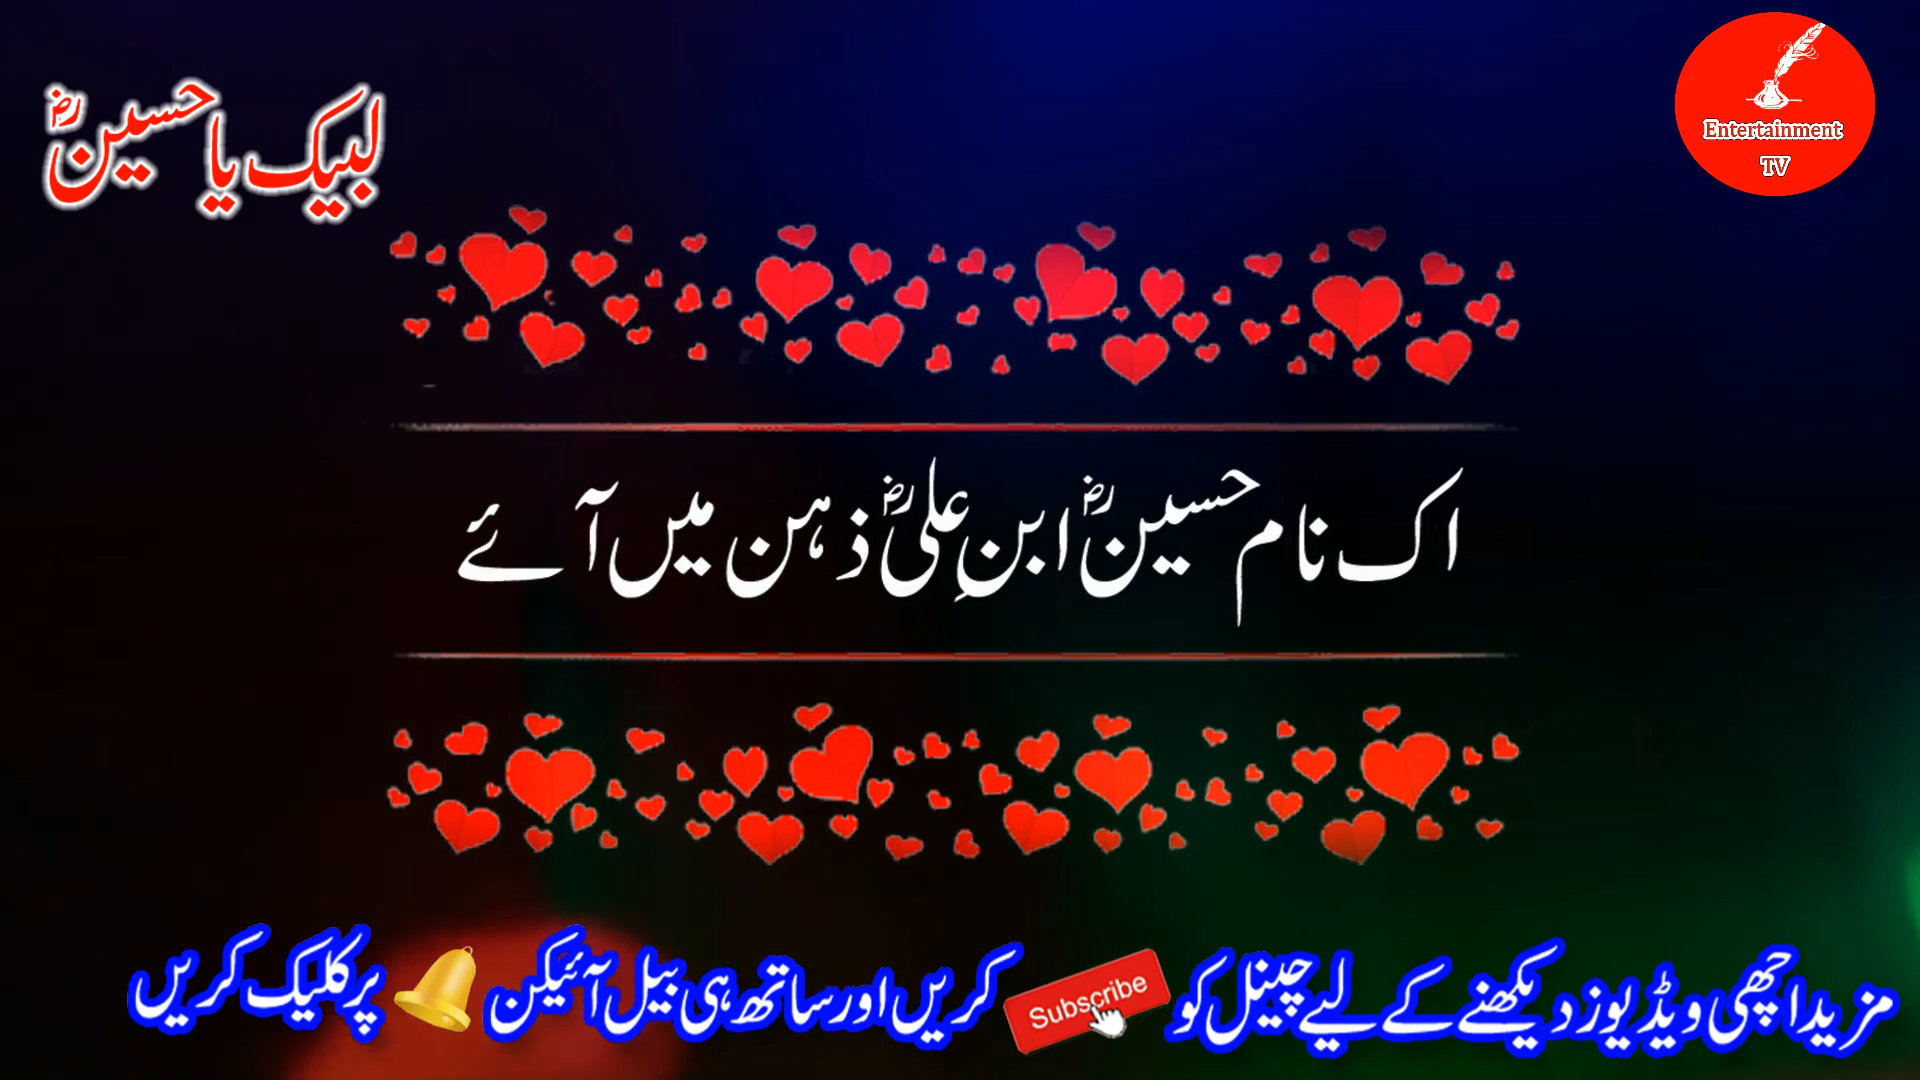 لبیک یا حسینؓ
Entertainment
TV
اک نام حسینؓ ابنِ علیؓ ذہن میں آئے
مزید اچھی ویڈیوز دیکھنے کے لیے چینل کو Subscribe کریں اور ساتھ ہی بیل آئیکن پر کلیک کریں